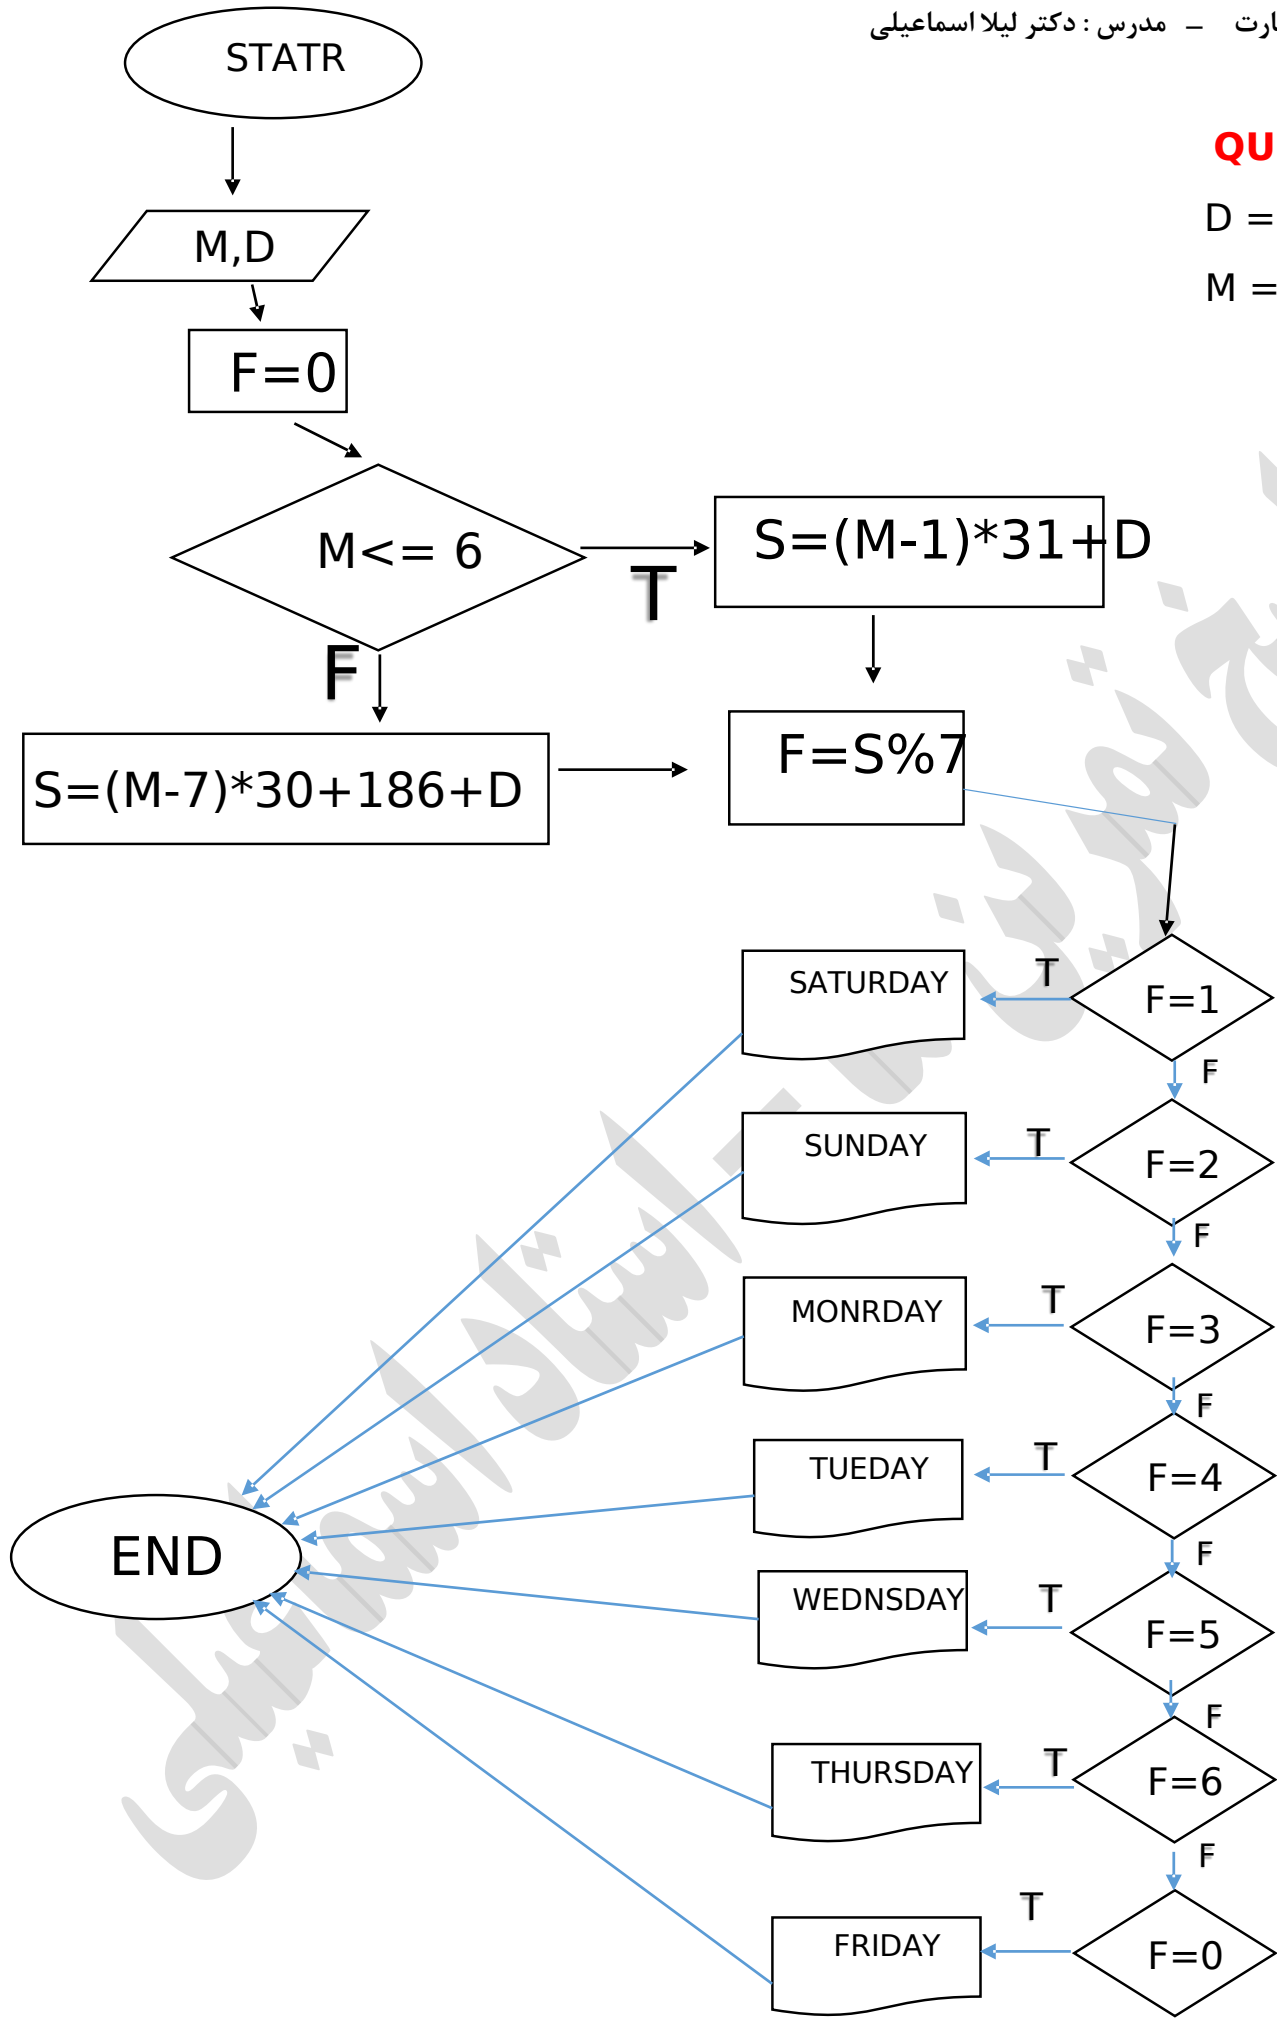 مدرس : دکتر لیلا اسماعیلی
STATR
QU
D =
M =
M,D
F=0
M<= 6
T
S=(M-1)*31+D
F
S=(M-7)*30+186+D
F=S%7
SATURDAY
T
F=1
F
SUNDAY
T
F=2
F
MONRDAY
T
F=3
F
TUEDAY
T
F=4
F
END
WEDNSDAY
T
F=5
F
THURSDAY
T
F=6
F
FRIDAY
T
F=0